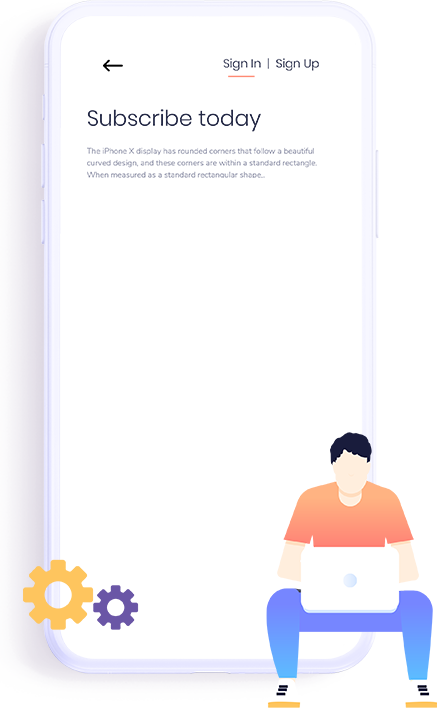 Sign In | Sign Up
Subscribe today
The iPhone X display has rounded corners that follow a beautiful
curved design, and these corners are within a standard rectangle.
When measured as a standard rectangular shape...